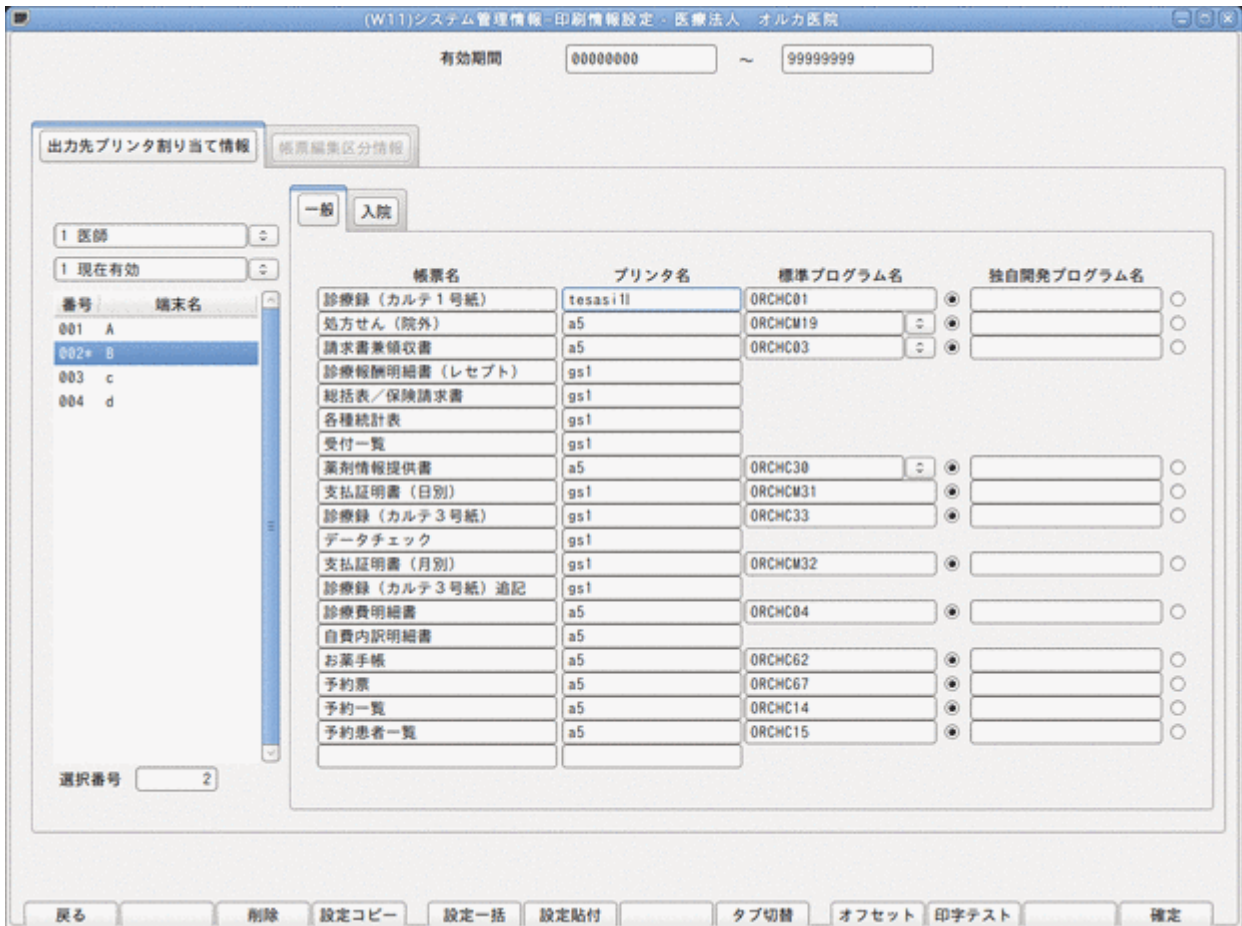 (W11)システム管理情報-印刷情報設定 - 医療法人　オルカ医院
有効期間 00000000 ～ 99999999
出力先プリンタ割り当て情報 帳票編集区分情報
一般 入院
1 医師
1 現在有効
番号 端末名
001 A
002* B
003 c
004 d
選択番号 2
帳票名 プリンタ名 標準プログラム名 独自開発プログラム名
診療録（カルテ１号紙） tesasi1 ORCHC01
処方せん（院外） a5 ORCHCM19
請求書兼領収書 a5 ORCHC03
診療報酬明細書（レセプト） gs1
総括表／保険請求書 gs1
各種統計表 gs1
受付一覧 gs1
薬剤情報提供書 a5 ORCHC30
支払証明書（日別） gs1 ORCHCM31
診療録（カルテ３号紙） gs1 ORCHC33
データチェック gs1
支払証明書（月別） gs1 ORCHCM32
診療録（カルテ３号紙）追記 gs1
診療費明細書 a5 ORCHC04
自費内訳明細書 a5
お薬手帳 a5 ORCHC62
予約票 a5 ORCHC67
予約一覧 a5 ORCHC14
予約患者一覧 a5 ORCHC15
戻る 削除 設定コピー 設定一括 設定貼付 タブ切替 オフセット 印字テスト 確定